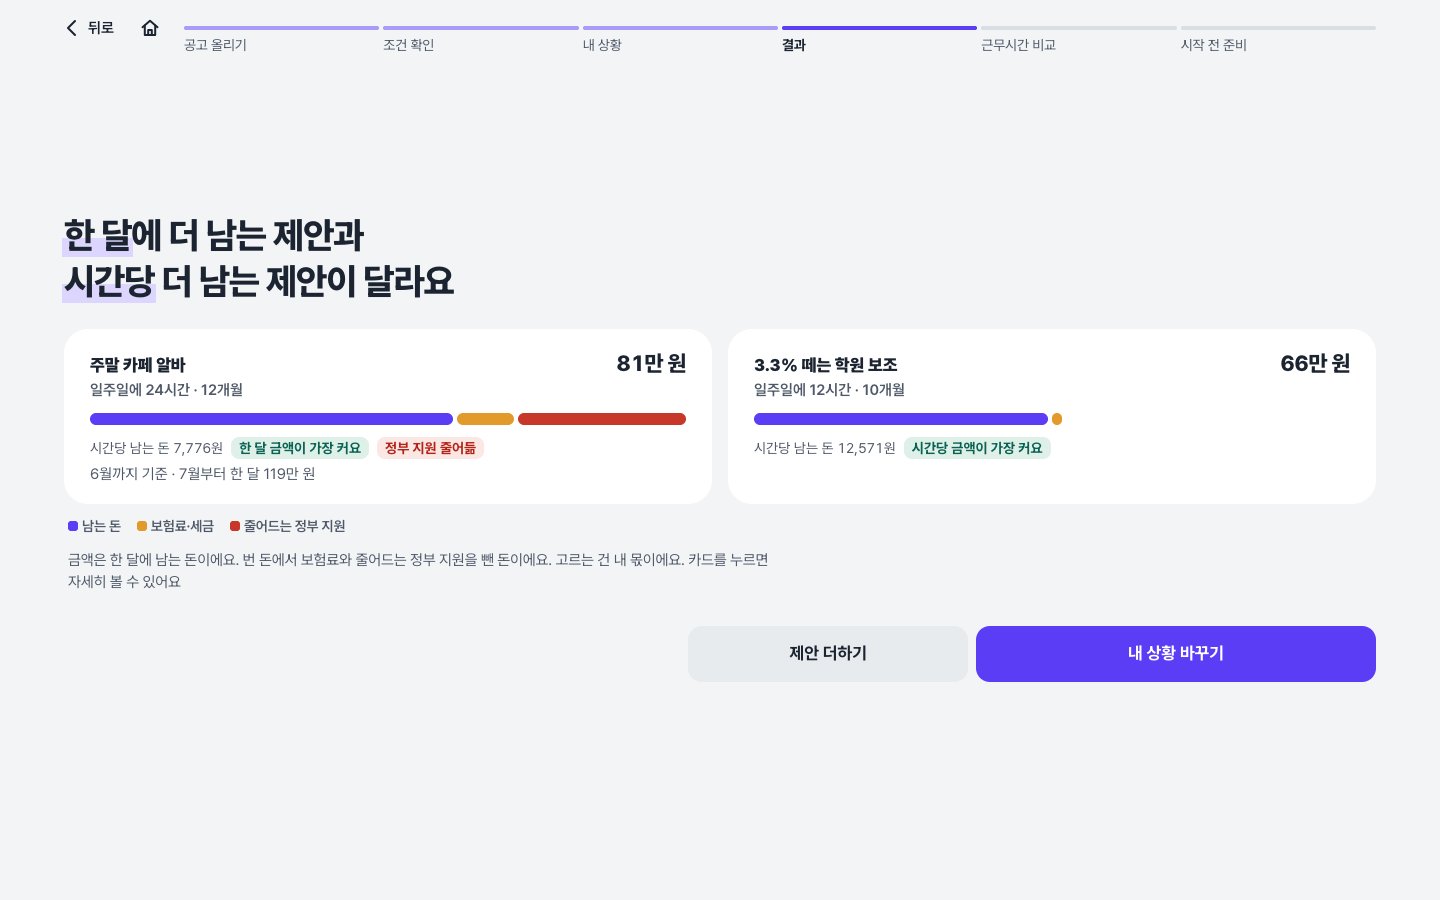 뒤로
공고 올리기
조건 확인
내 상황
결과
근무시간 비교
시작 전 준비
한 달에 더 남는 제안과
시간당 더 남는 제안이 달라요
주말 카페 알바
81만 원
일주일에 24시간 · 12개월
시간당 남는 돈 7,776원
한 달 금액이 가장 커요
정부 지원 줄어듦
6월까지 기준 · 7월부터 한 달 119만 원
3.3% 떼는 학원 보조
66만 원
일주일에 12시간 · 10개월
시간당 남는 돈 12,571원
시간당 금액이 가장 커요
남는 돈
보험료·세금
줄어드는 정부 지원
금액은 한 달에 남는 돈이에요. 번 돈에서 보험료와 줄어드는 정부 지원을 뺀 돈이에요. 고르는 건 내 몫이에요. 카드를 누르면
자세히 볼 수 있어요
제안 더하기
내 상황 바꾸기